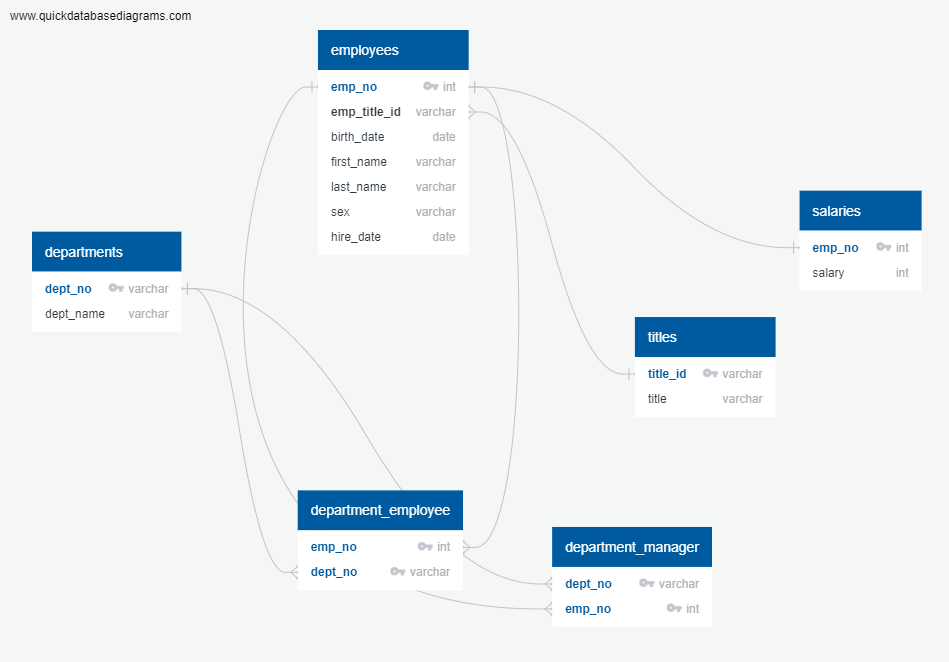 www.quickdatabasediagrams.com
employees
emp_no int
emp_title_id varchar
birth_date date
first_name varchar
last_name varchar
sex varchar
hire_date date
departments
dept_no varchar
dept_name varchar
salaries
emp_no int
salary int
titles
title_id varchar
title varchar
department_employee
emp_no int
dept_no varchar
department_manager
dept_no varchar
emp_no int